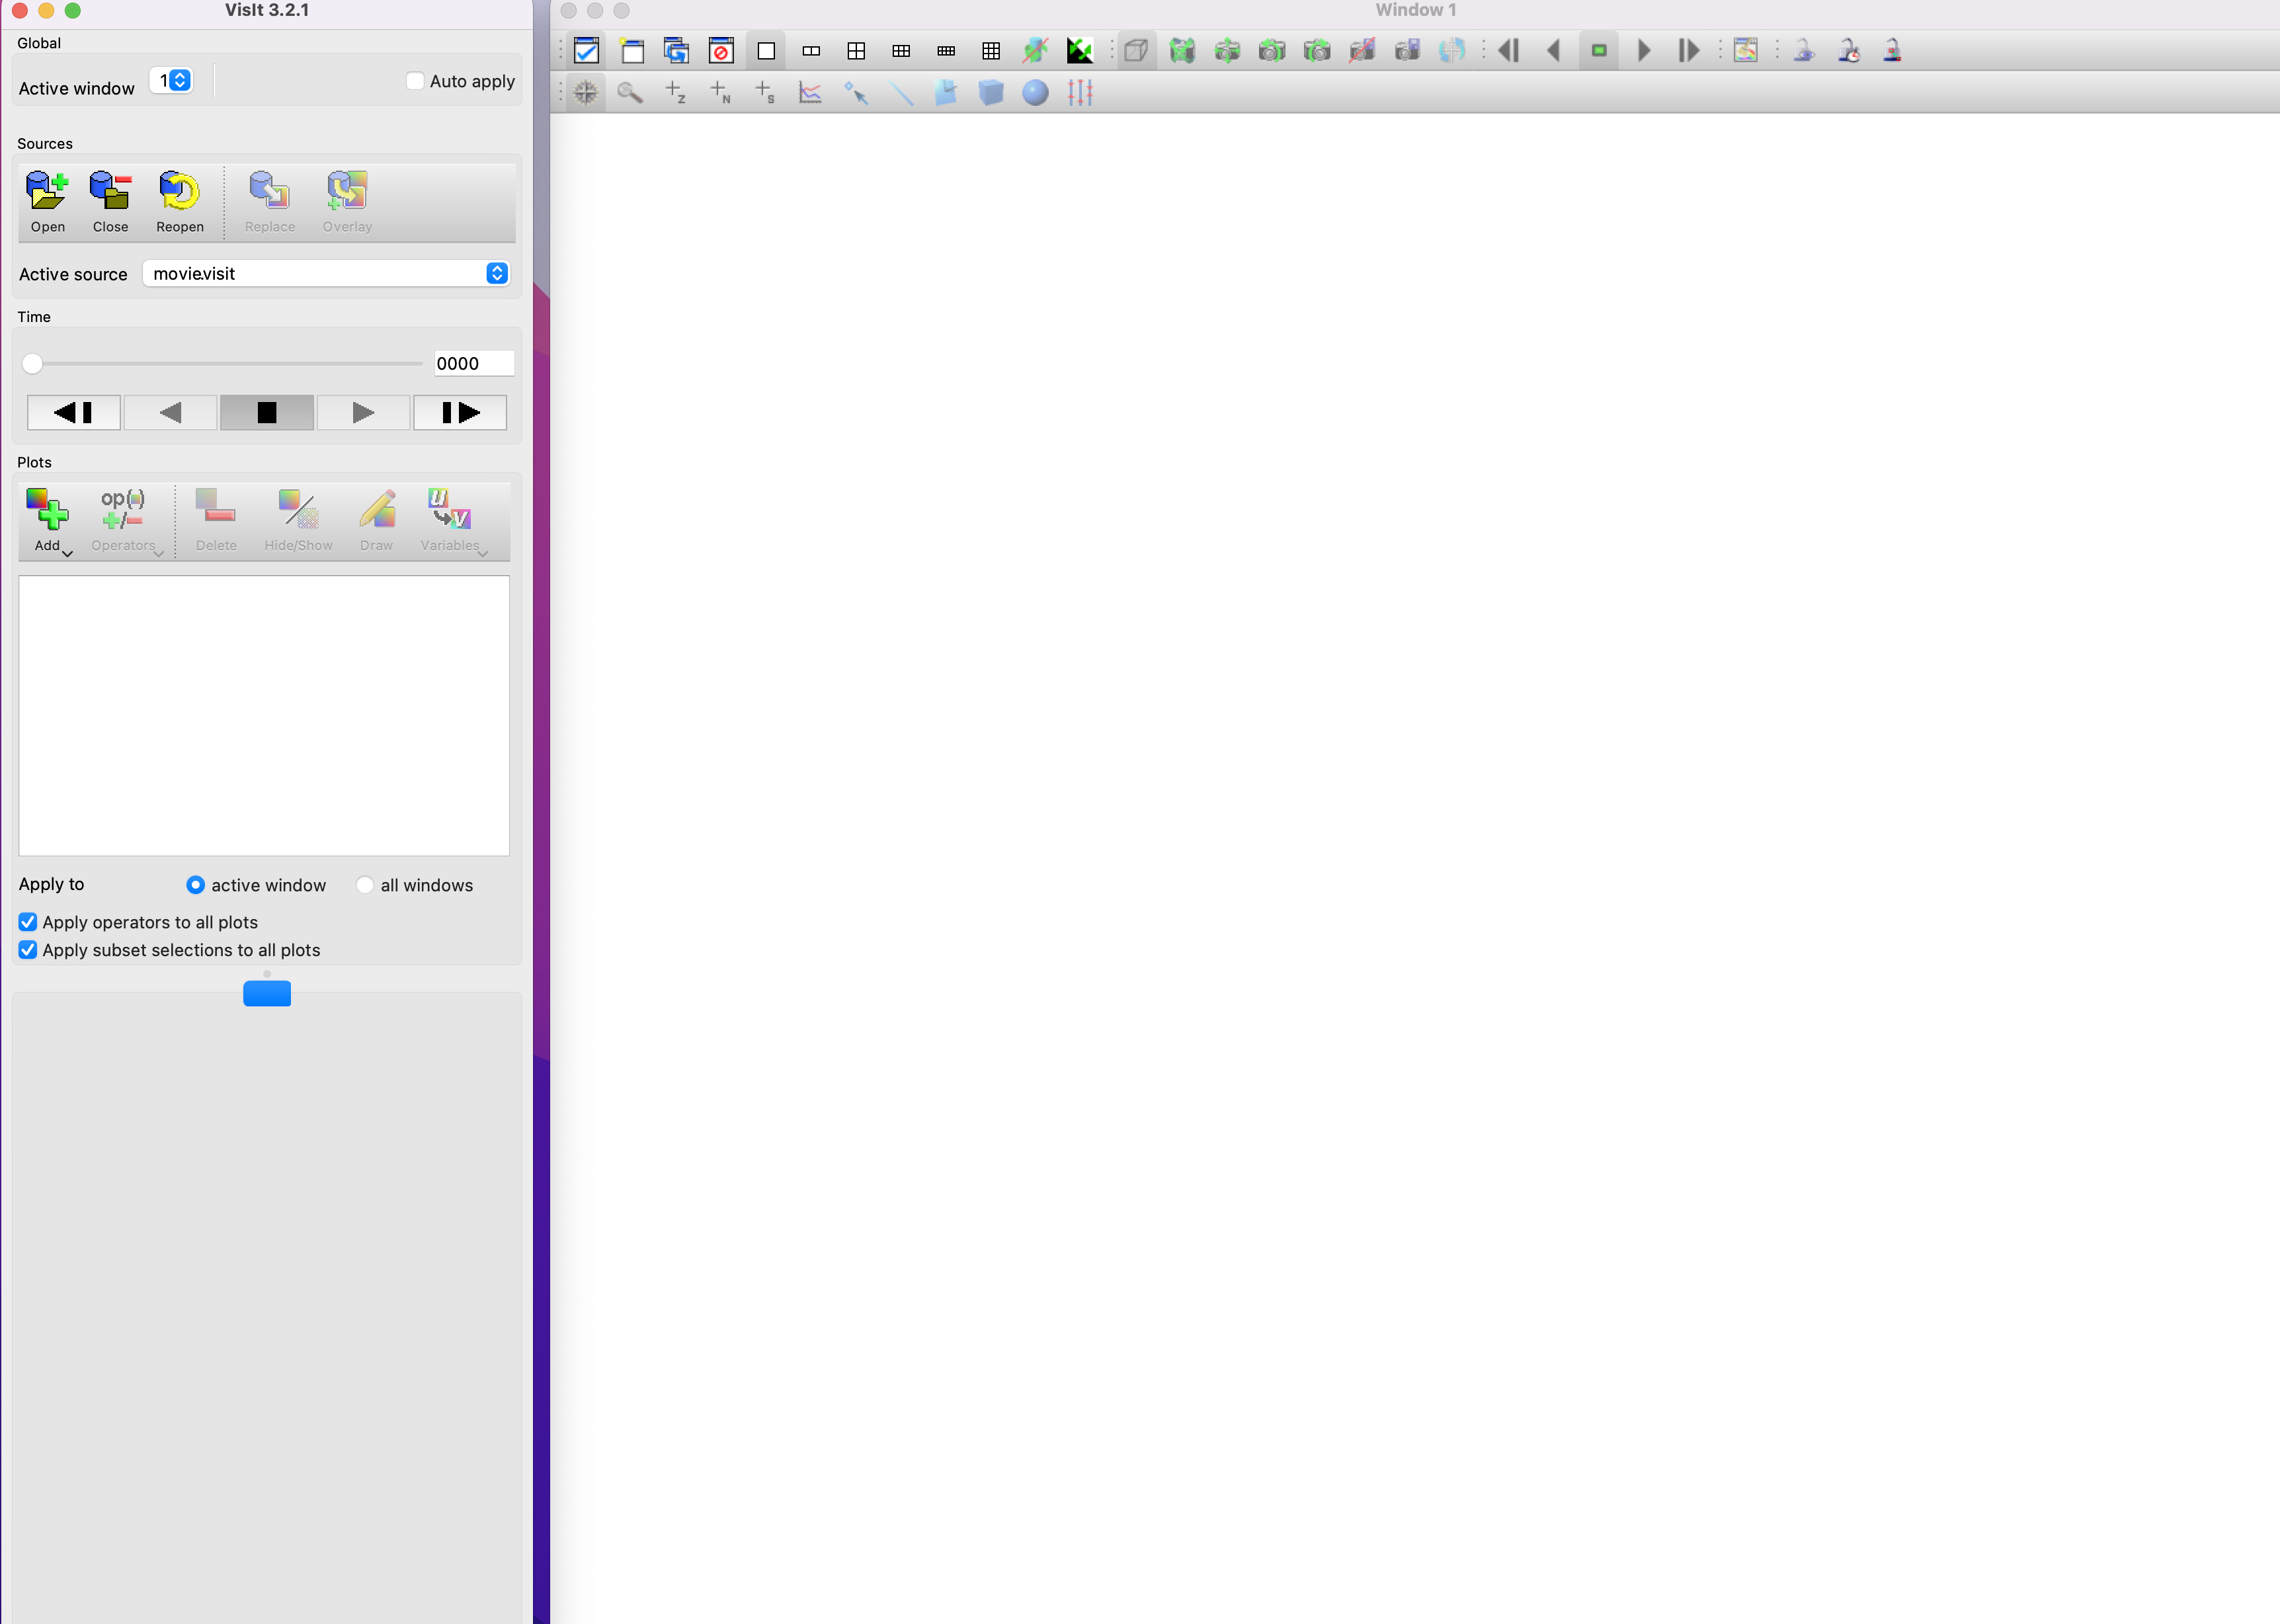 VisIt 3.2.1
Window 1
Global
Active window 1 Auto apply
Sources
Open Close Reopen Replace Overlay
Active source movie.visit
Time
0000
Plots
op( )
+/-
U
V
Add Operators Delete Hide/Show Draw Variables
Apply to active window all windows
Apply operators to all plots
Apply subset selections to all plots
+Z +N +S